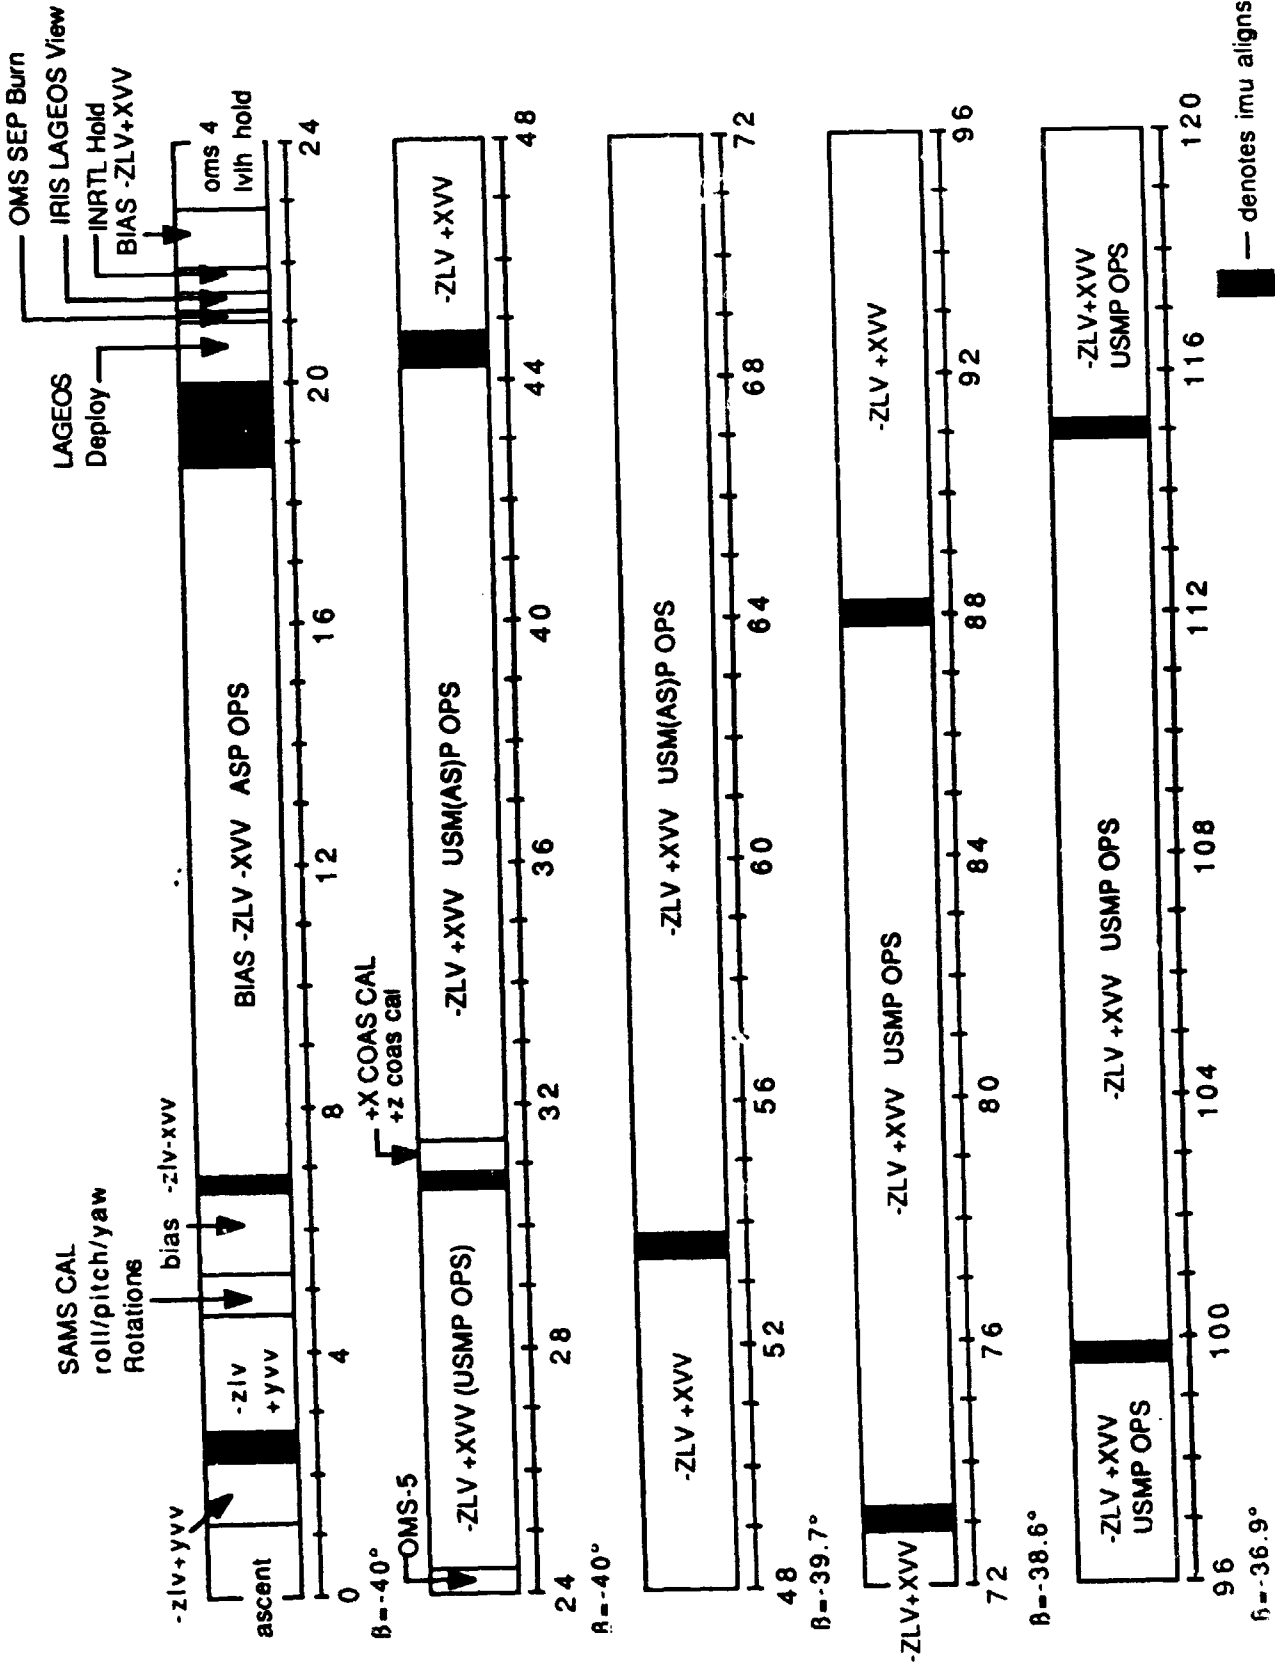 -zlv+yvv
SAMS CAL
roll/pitch/yaw
Rotations
bias -zlv-xvv
LAGEOS
Deploy
OMS SEP Burn
IRIS LAGEOS View
INRTL Hold
BIAS -ZLV+XVV
ascent
-zlv
+yvv
BIAS -ZLV -XVV ASP OPS
oms 4
lvlh hold
0 4 8 12 16 20 24
β=-40°
OMS-5
+X COAS CAL
+z coas cal
-ZLV +XVV (USMP OPS)
-ZLV +XVV USM(AS)P OPS
-ZLV +XVV
24 28 32 36 40 44 48
β=-40°
-ZLV +XVV
-ZLV +XVV USM(AS)P OPS
48 52 56 60 64 68 72
β=-39.7°
-ZLV+XVV
-ZLV +XVV USMP OPS
-ZLV +XVV
72 76 80 84 88 92 96
β=-38.6°
-ZLV +XVV
USMP OPS
-ZLV +XVV USMP OPS
-ZLV+XVV
USMP OPS
96 100 104 108 112 116 120
β=-36.9°
— denotes imu aligns